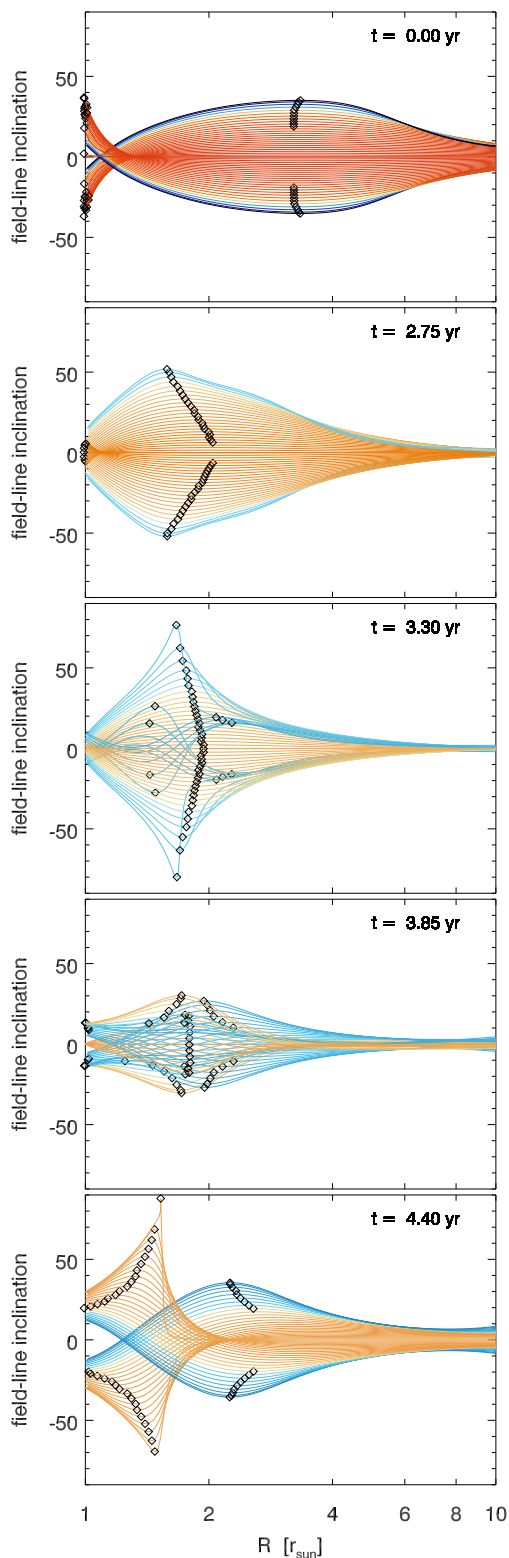 t = 0.00 yr
50
0
-50
field-line inclination
t = 2.75 yr
50
0
-50
field-line inclination
t = 3.30 yr
50
0
-50
field-line inclination
t = 3.85 yr
50
0
-50
field-line inclination
t = 4.40 yr
50
0
-50
field-line inclination
1 2 4 6 8 10
R [r_sun]